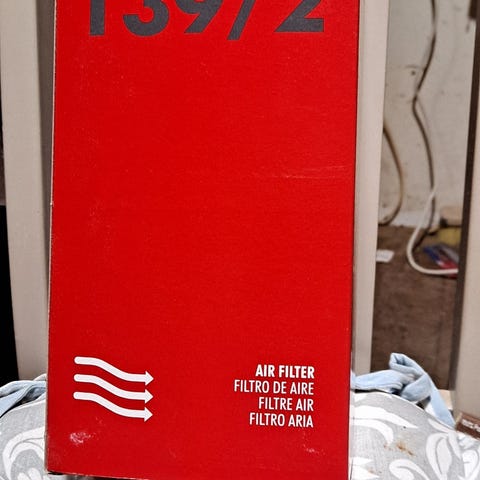 139/2
AIR FILTER
FILTRO DE AIRE
FILTRE AIR
FILTRO ARIA